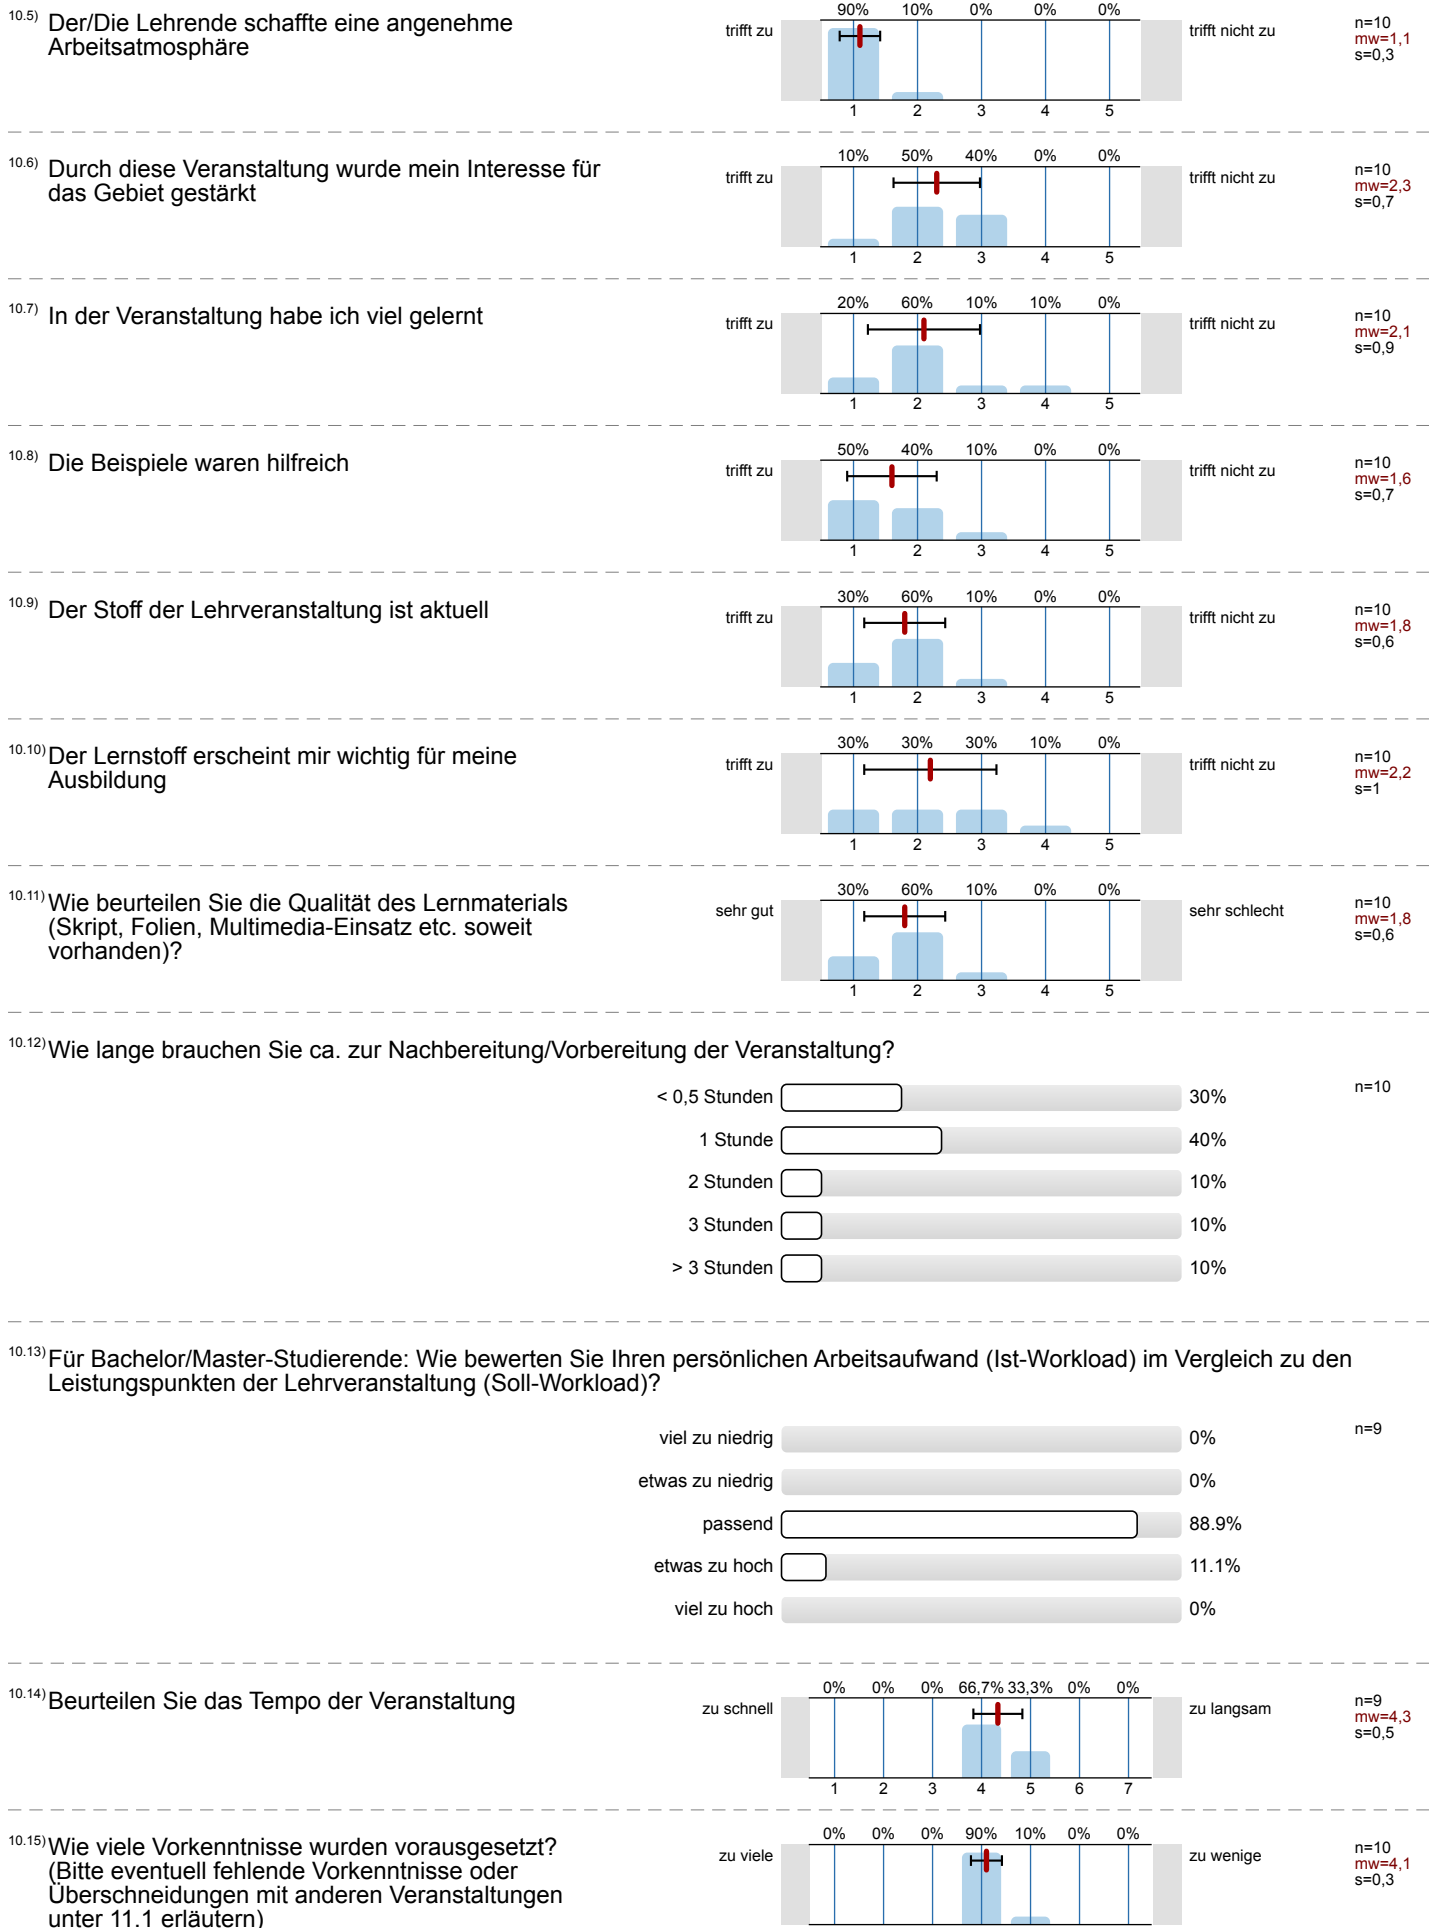 10.5) Der/Die Lehrende schaffte eine angenehme
Arbeitsatmosphäre
trifft zu
90% 10% 0% 0% 0%
1 2 3 4 5
trifft nicht zu
n=10
mw=1,1
s=0,3
10.6) Durch diese Veranstaltung wurde mein Interesse für
das Gebiet gestärkt
trifft zu
10% 50% 40% 0% 0%
1 2 3 4 5
trifft nicht zu
n=10
mw=2,3
s=0,7
10.7) In der Veranstaltung habe ich viel gelernt
trifft zu
20% 60% 10% 10% 0%
1 2 3 4 5
trifft nicht zu
n=10
mw=2,1
s=0,9
10.8) Die Beispiele waren hilfreich
trifft zu
50% 40% 10% 0% 0%
1 2 3 4 5
trifft nicht zu
n=10
mw=1,6
s=0,7
10.9) Der Stoff der Lehrveranstaltung ist aktuell
trifft zu
30% 60% 10% 0% 0%
1 2 3 4 5
trifft nicht zu
n=10
mw=1,8
s=0,6
10.10) Der Lernstoff erscheint mir wichtig für meine
Ausbildung
trifft zu
30% 30% 30% 10% 0%
1 2 3 4 5
trifft nicht zu
n=10
mw=2,2
s=1
10.11) Wie beurteilen Sie die Qualität des Lernmaterials
(Skript, Folien, Multimedia-Einsatz etc. soweit
vorhanden)?
sehr gut
30% 60% 10% 0% 0%
1 2 3 4 5
sehr schlecht
n=10
mw=1,8
s=0,6
10.12) Wie lange brauchen Sie ca. zur Nachbereitung/Vorbereitung der Veranstaltung?
< 0,5 Stunden 30% n=10
1 Stunde 40%
2 Stunden 10%
3 Stunden 10%
> 3 Stunden 10%
10.13) Für Bachelor/Master-Studierende: Wie bewerten Sie Ihren persönlichen Arbeitsaufwand (Ist-Workload) im Vergleich zu den
Leistungspunkten der Lehrveranstaltung (Soll-Workload)?
viel zu niedrig 0% n=9
etwas zu niedrig 0%
passend 88.9%
etwas zu hoch 11.1%
viel zu hoch 0%
10.14) Beurteilen Sie das Tempo der Veranstaltung
zu schnell
0% 0% 0% 66,7% 33,3% 0% 0%
1 2 3 4 5 6 7
zu langsam
n=9
mw=4,3
s=0,5
10.15) Wie viele Vorkenntnisse wurden vorausgesetzt?
(Bitte eventuell fehlende Vorkenntnisse oder
Überschneidungen mit anderen Veranstaltungen
unter 11.1 erläutern)
zu viele
0% 0% 0% 90% 10% 0% 0%
zu wenige
n=10
mw=4,1
s=0,3